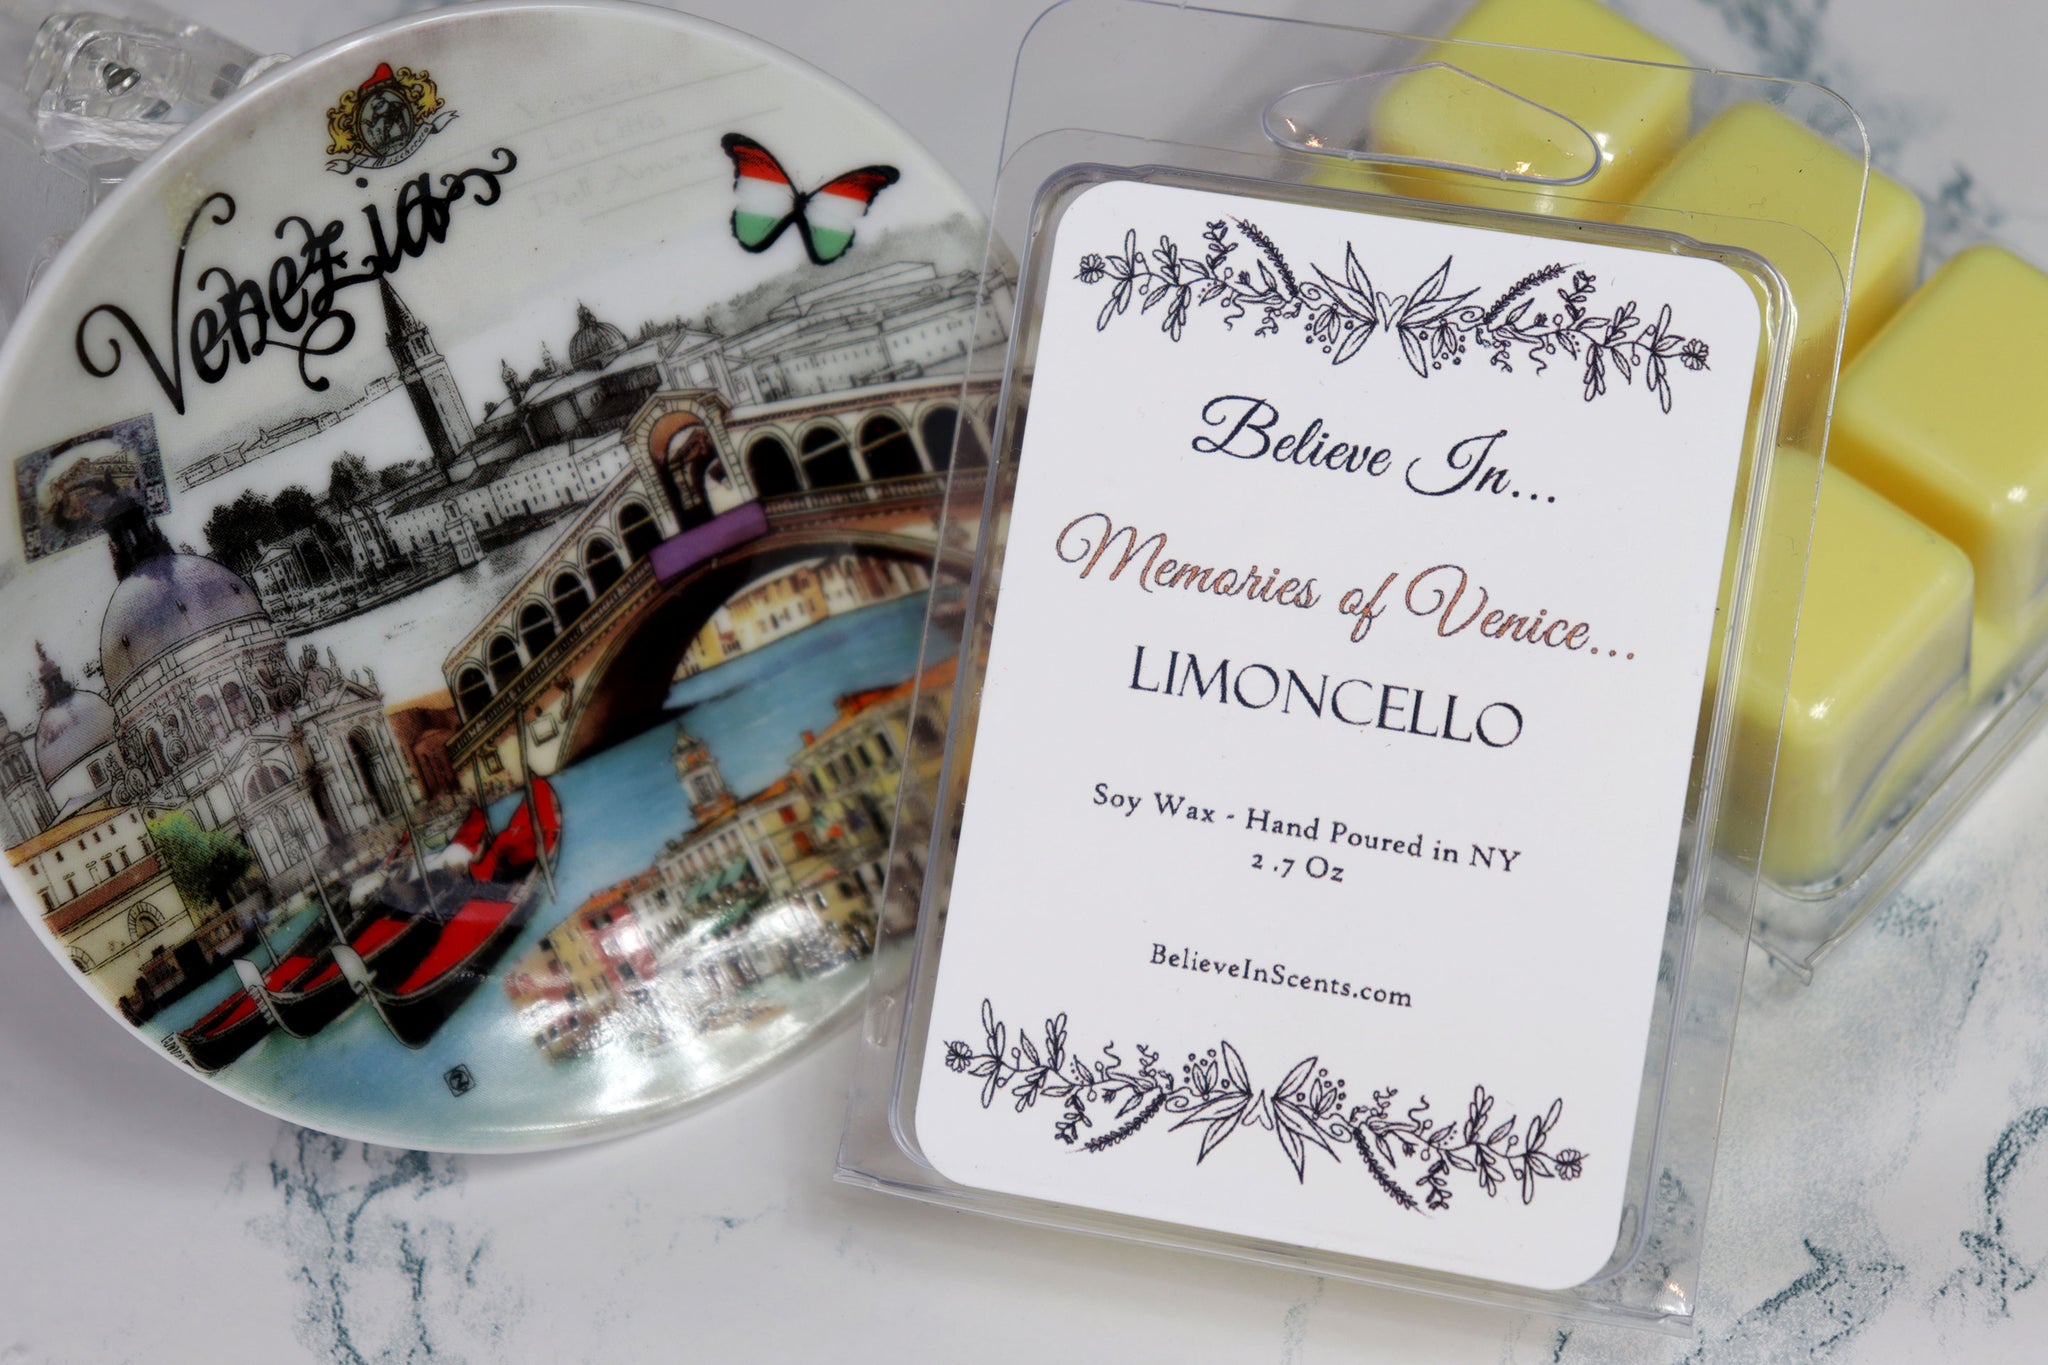 Venezia
Believe In...
Memories of Venice...
LIMONCELLO
Soy Wax - Hand Poured in NY
2.7 Oz
BelieveInScents.com